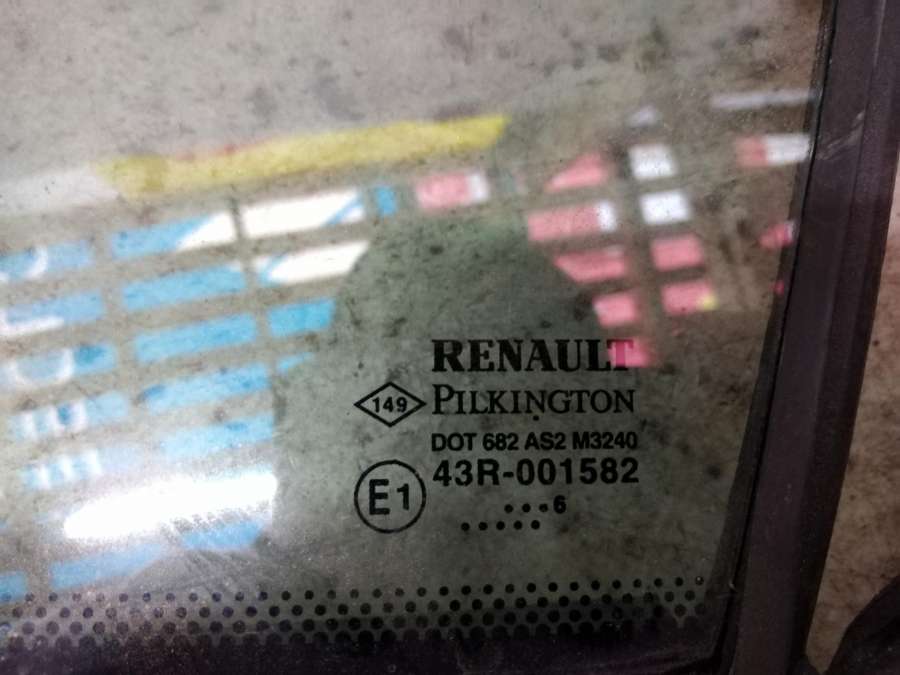 RENAULT
149 PILKINGTON
DOT 682 AS2 M3240
E1 43R-001582
...6
.....